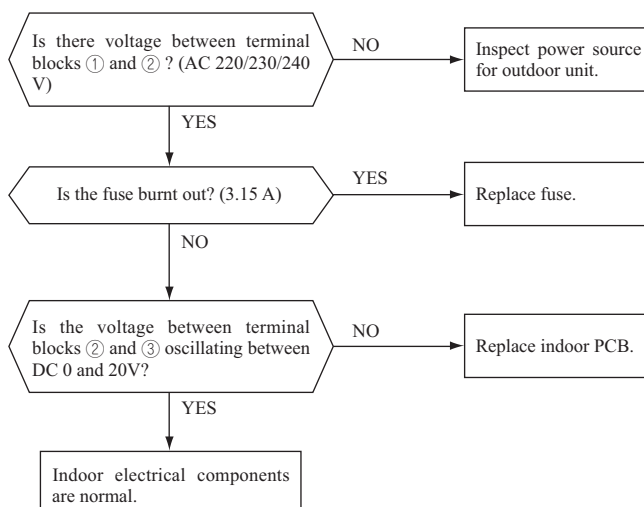 Is there voltage between terminal
blocks ① and ② ? (AC 220/230/240
V)
NO
Inspect power source
for outdoor unit.
YES
Is the fuse burnt out? (3.15 A)
YES
Replace fuse.
NO
Is the voltage between terminal
blocks ② and ③ oscillating between
DC 0 and 20V?
NO
Replace indoor PCB.
YES
Indoor electrical components
are normal.